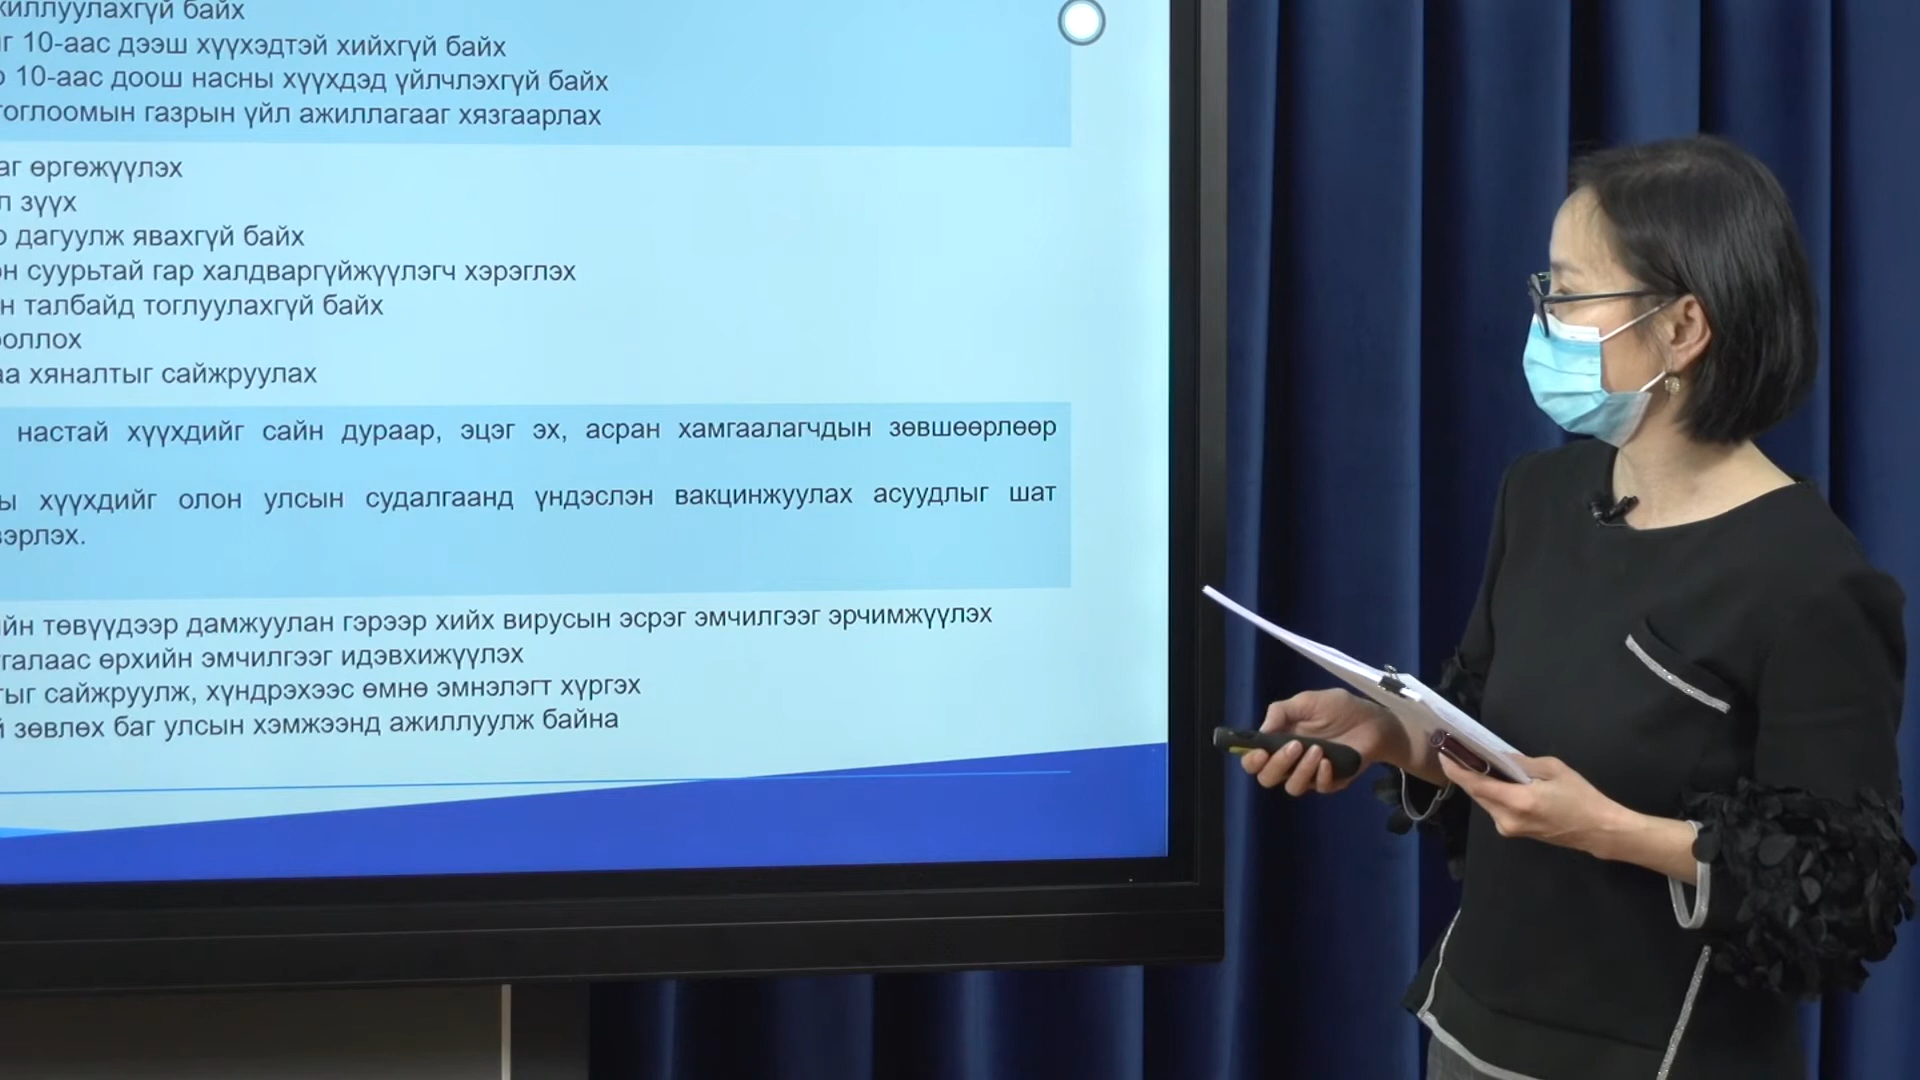 жиллуулахгүй байх
г 10-аас дээш хүүхэдтэй хийхгүй байх
10-аас доош насны хүүхдэд үйлчлэхгүй байх
тоглоомын газрын үйл ажиллагааг хязгаарлах
аг өргөжүүлэх
л зүүх
дагуулж явахгүй байх
н суурьтай гар халдваргүйжүүлэгч хэрэглэх
н талбайд тоглуулахгүй байх
роллох
аа хяналтыг сайжруулах
настай хүүхдийг сайн дураар, эцэг эх, асран хамгаалагчдын зөвшөөрлөөр
ы хүүхдийг олон улсын судалгаанд үндэслэн вакцинжуулах асуудлыг шат
вэрлэх.
ийн төвүүдээр дамжуулан гэрээр хийх вирусын эсрэг эмчилгээг эрчимжүүлэх
галаас өрхийн эмчилгээг идэвхижүүлэх
тыг сайжруулж, хүндрэхээс өмнө эмнэлэгт хүргэх
й зөвлөх баг улсын хэмжээнд ажиллуулж байна